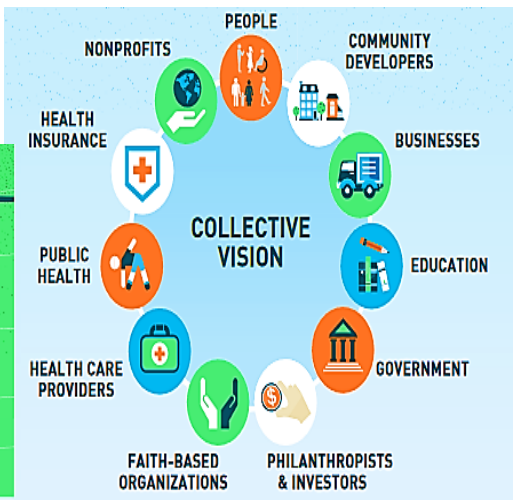 PEOPLE
COMMUNITY
DEVELOPERS
BUSINESSES
EDUCATION
GOVERNMENT
PHILANTHROPISTS
& INVESTORS
FAITH-BASED
ORGANIZATIONS
HEALTH CARE
PROVIDERS
PUBLIC
HEALTH
HEALTH
INSURANCE
NONPROFITS
COLLECTIVE
VISION
$